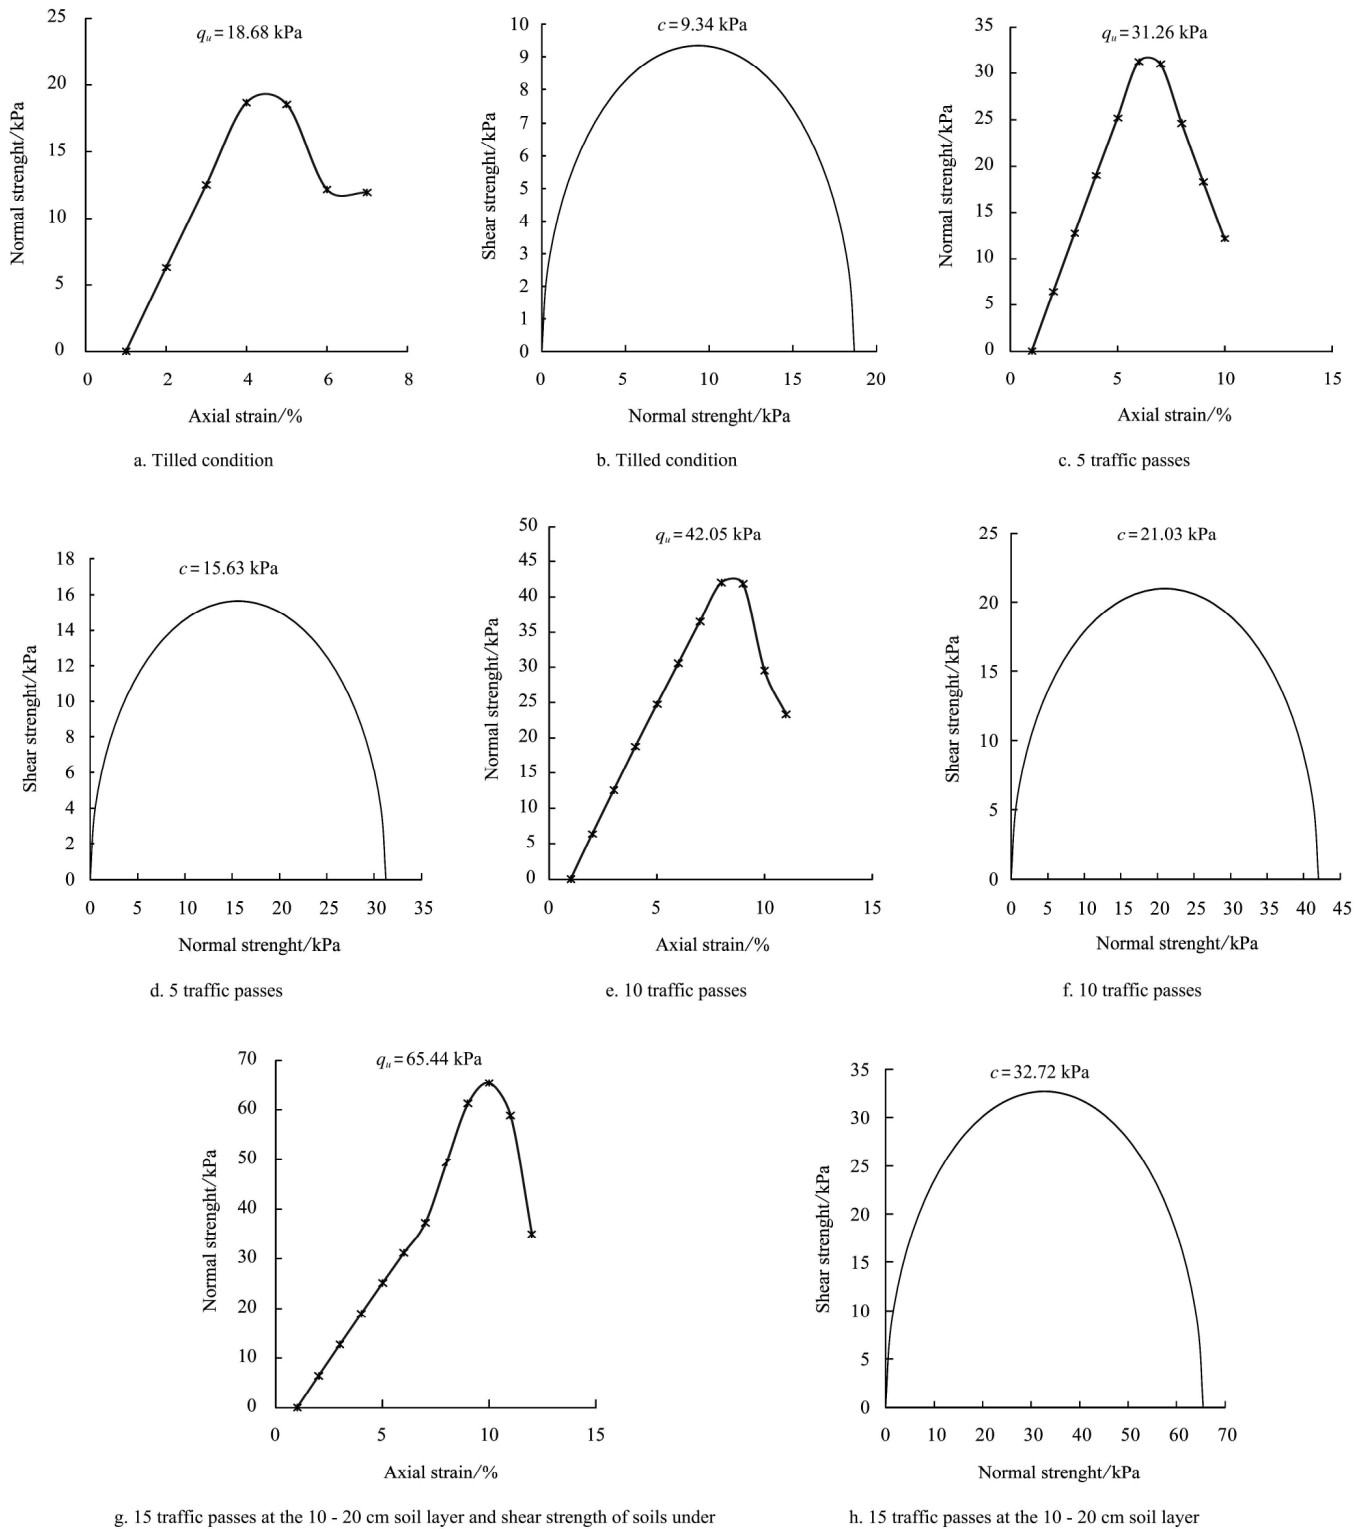 q_u=18.68 kPa
25
20
15
10
5
0
Normal strenght/kPa
0 2 4 6 8
Axial strain/%
a. Tilled condition
c=9.34 kPa
10
9
8
7
6
5
4
3
2
1
0
Shear strenght/kPa
0 5 10 15 20
Normal strenght/kPa
b. Tilled condition
q_u=31.26 kPa
35
30
25
20
15
10
5
0
Normal strenght/kPa
0 5 10 15
Axial strain/%
c. 5 traffic passes
c=15.63 kPa
18
16
14
12
10
8
6
4
2
0
Shear strenght/kPa
0 5 10 15 20 25 30 35
Normal strenght/kPa
d. 5 traffic passes
q_u=42.05 kPa
50
45
40
35
30
25
20
15
10
5
0
Normal strenght/kPa
0 5 10 15
Axial strain/%
e. 10 traffic passes
c=21.03 kPa
25
20
15
10
5
0
Shear strenght/kPa
0 5 10 15 20 25 30 35 40 45
Normal strenght/kPa
f. 10 traffic passes
q_u=65.44 kPa
70
60
50
40
30
20
10
0
Normal strenght/kPa
0 5 10 15
Axial strain/%
g. 15 traffic passes at the 10 - 20 cm soil layer and shear strength of soils under
c=32.72 kPa
35
30
25
20
15
10
5
0
Shear strenght/kPa
0 10 20 30 40 50 60 70
Normal strenght/kPa
h. 15 traffic passes at the 10 - 20 cm soil layer